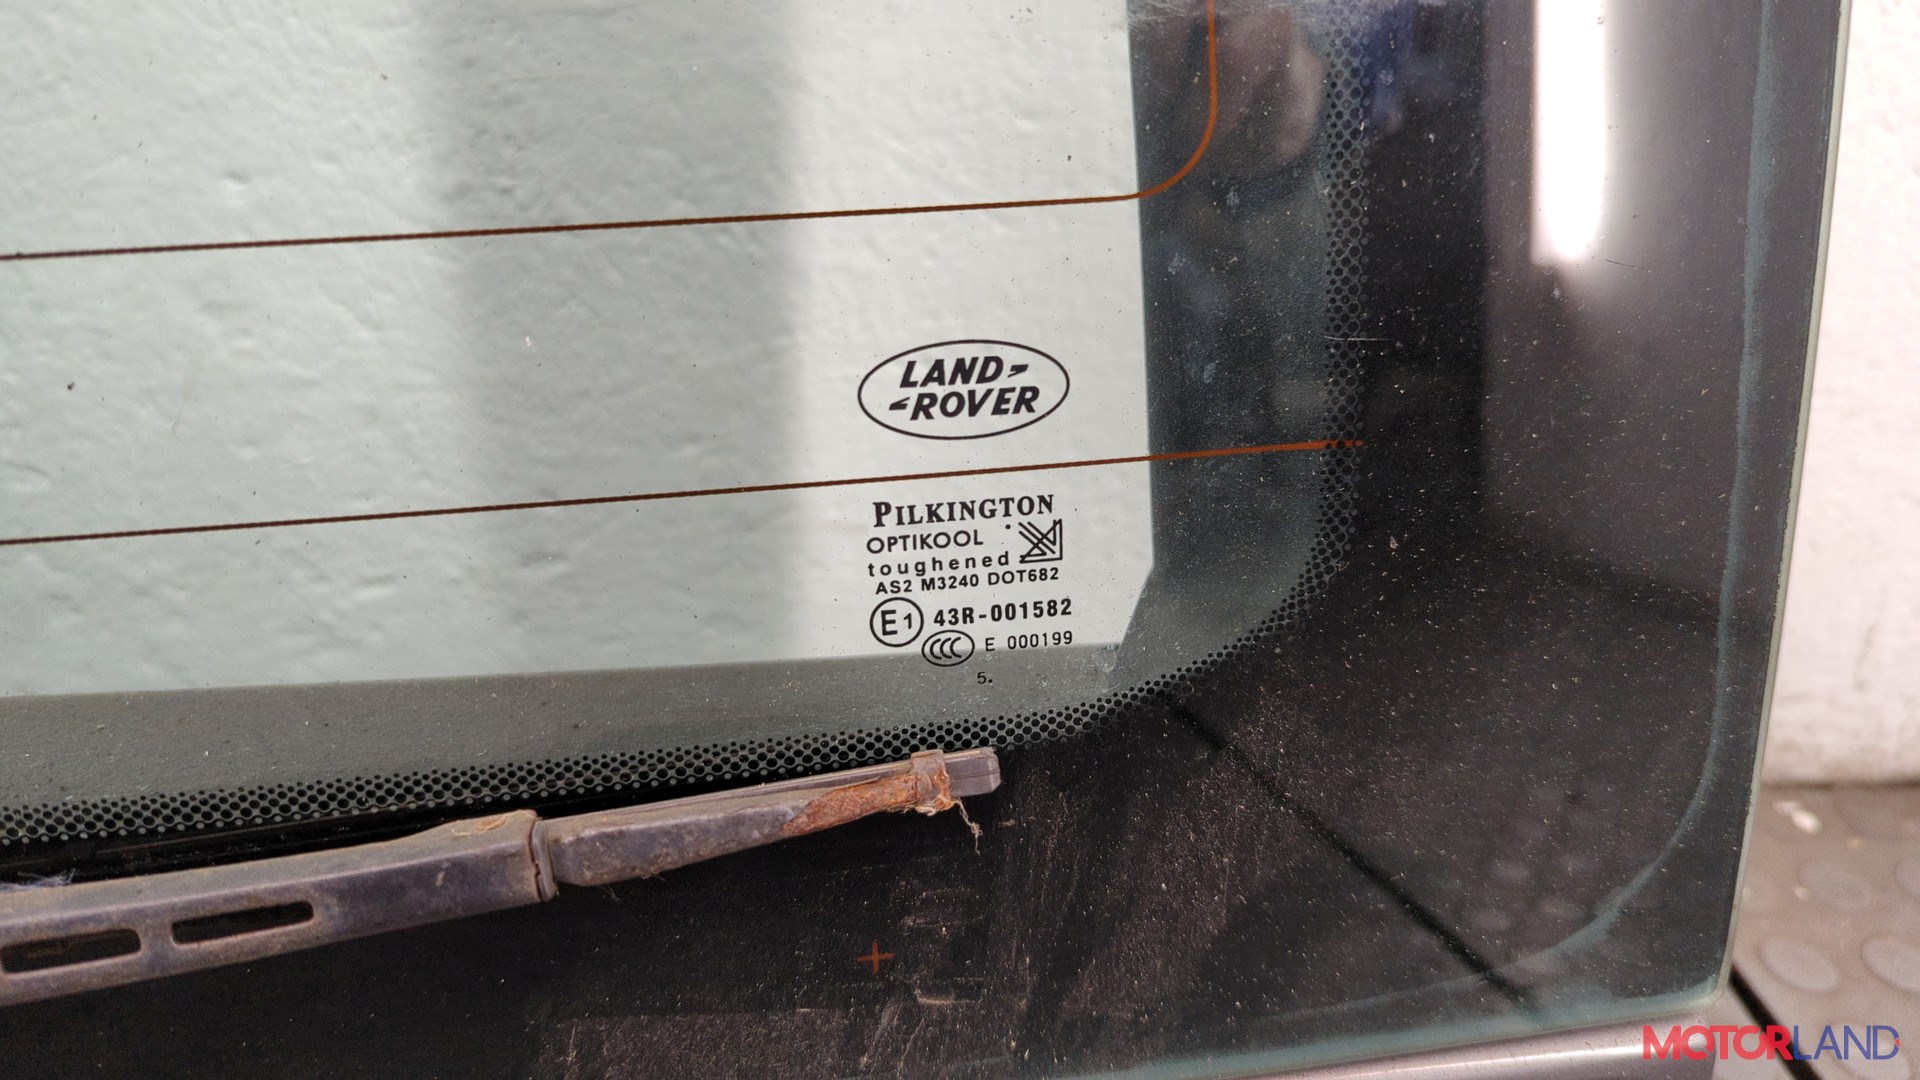 LAND-
-ROVER
PILKINGTON
OPTIKOOL
toughened
AS2 M3240 DOT682
E1 43R-001582
CCC E 000199
5.
MOTORLAND